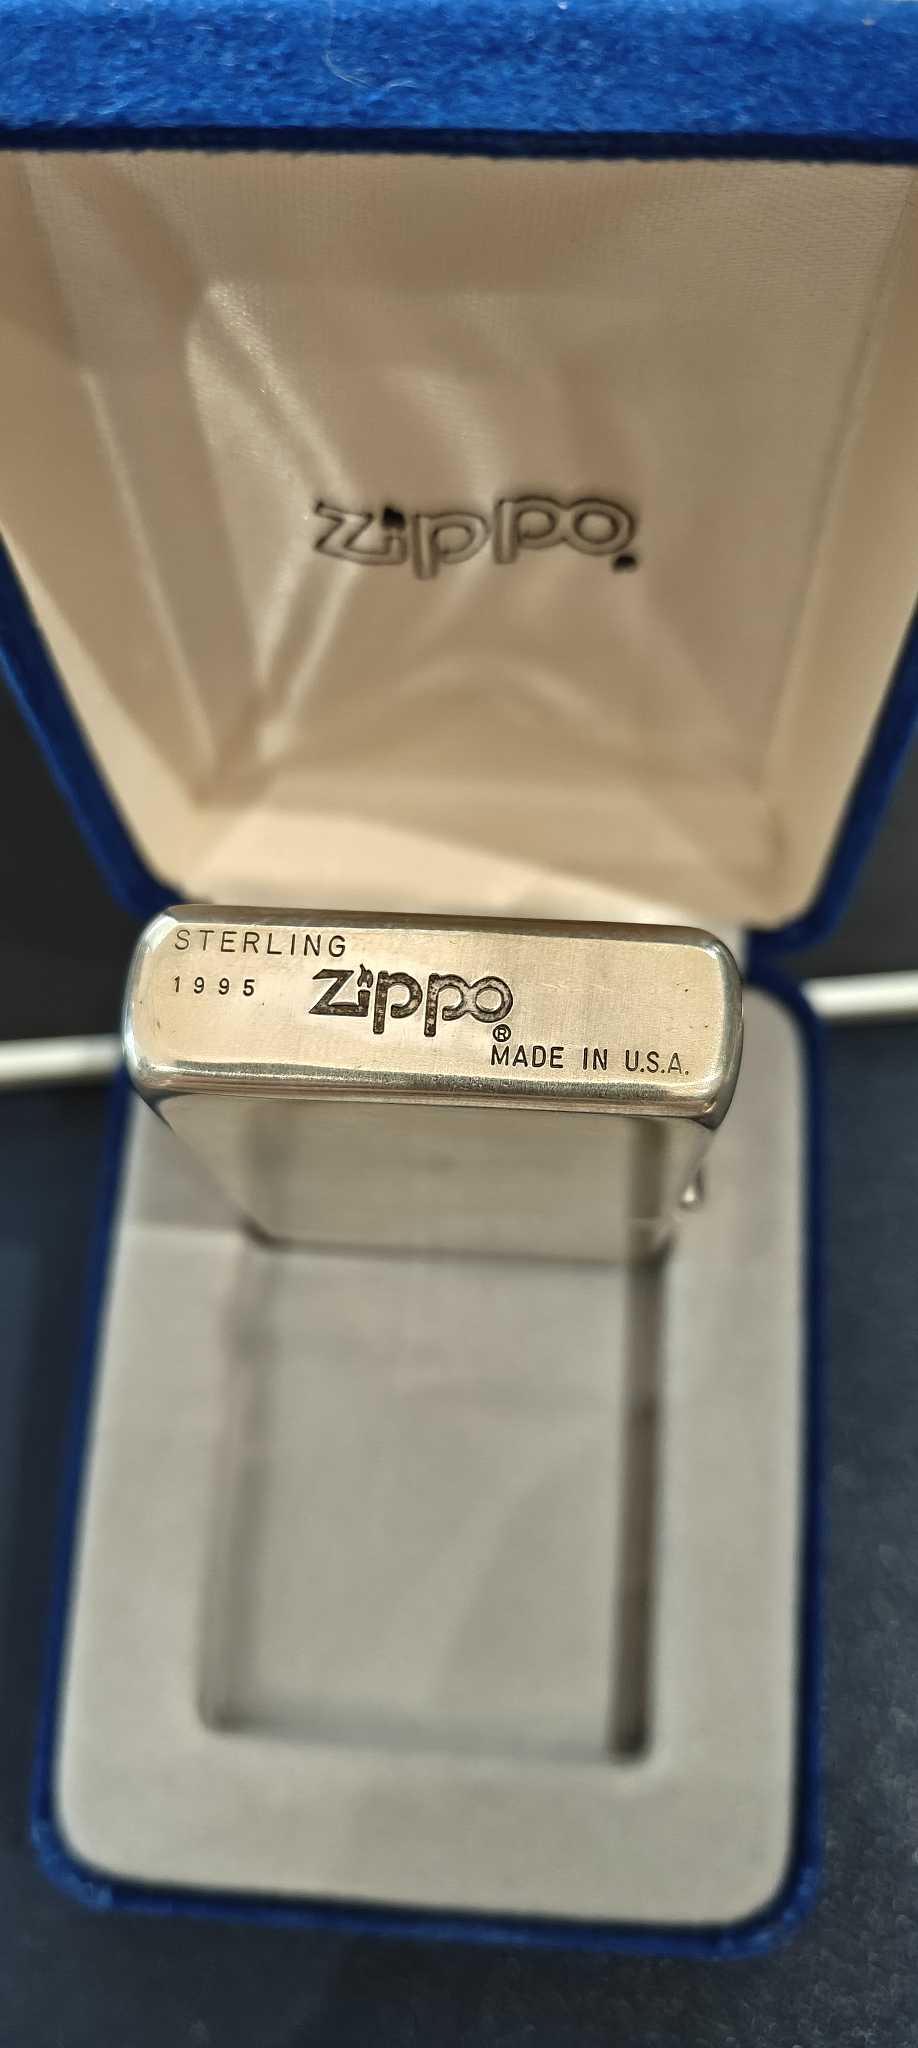 Zippo
STERLING
1995 Zippo
®
MADE IN U.S.A.